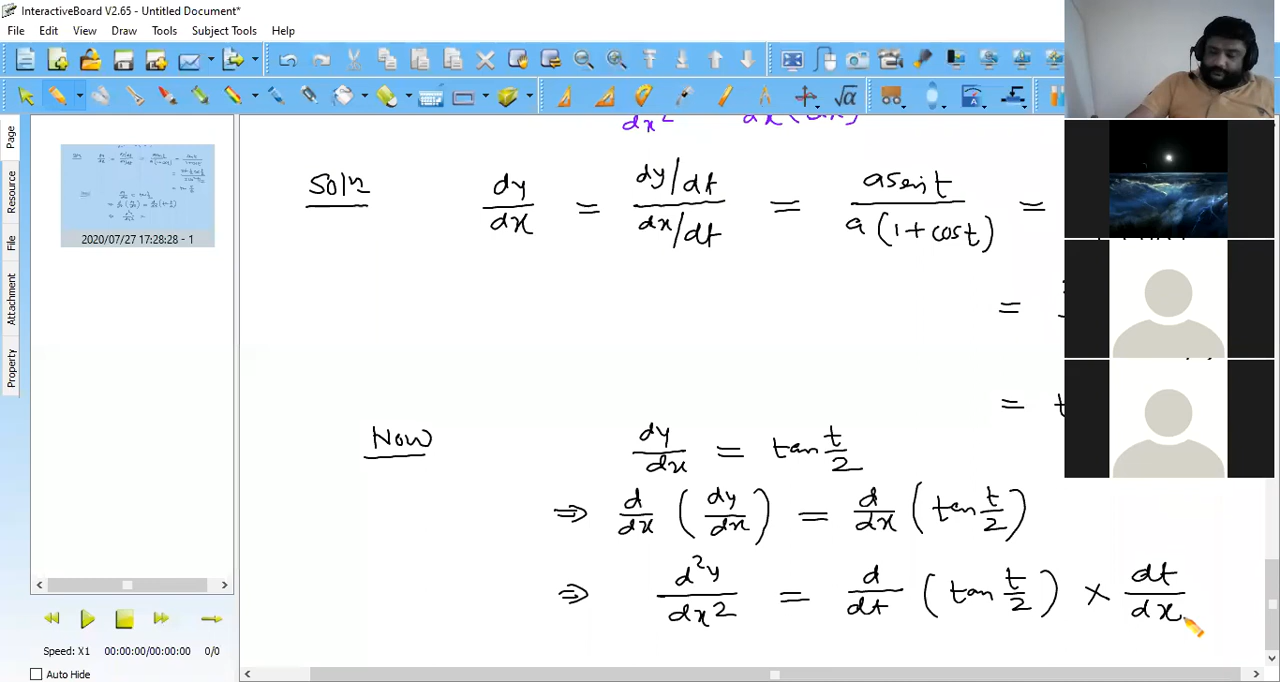 InteractiveBoard V2.65 - Untitled Document*
File Edit View Draw Tools Subject Tools Help
Page
Resource
File
Attachment
Property
2020/07/27 17:28:28 - 1
Speed: X1 00:00:00/00:00:00 0/0
Auto Hide
Soln dy/dx = (dy/dt)/(dx/dt) = a sin t / a(1+cost) =
=
= t
Now dy/dx = tan t/2
⇒ d/dx (dy/dx) = d/dx (tan t/2)
⇒ d²y/dx² = d/dt (tan t/2) × dt/dx